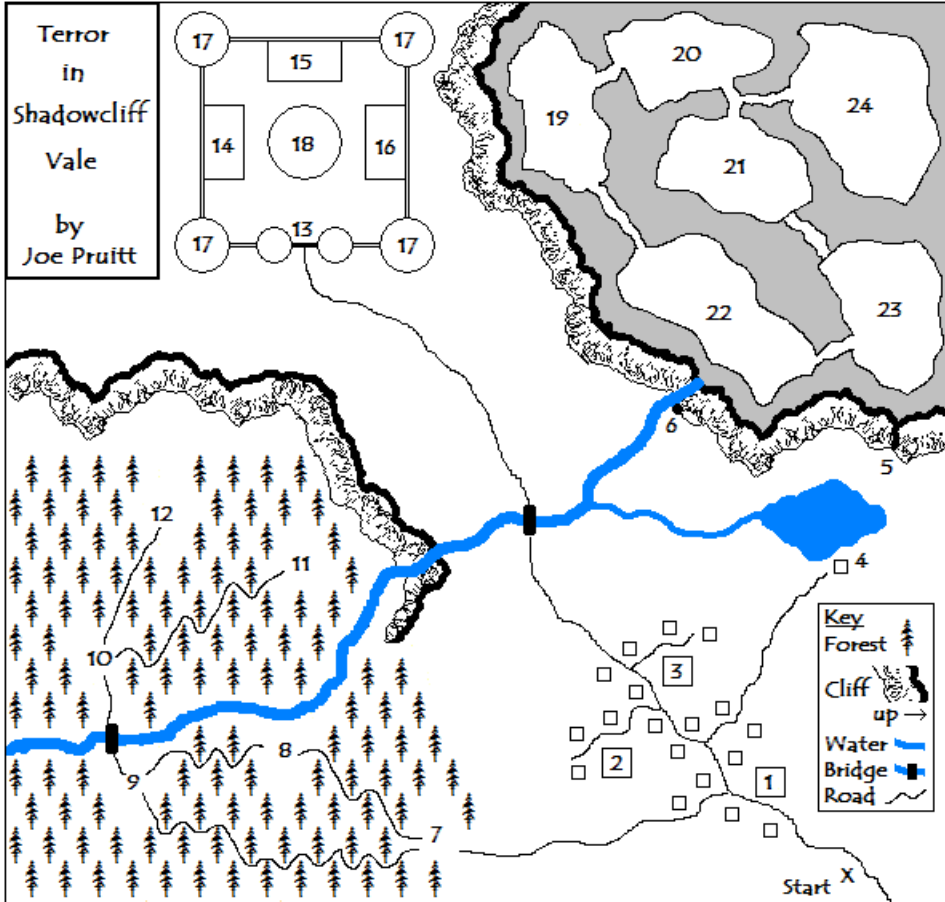 Terror
in
Shadowcliff
Vale
by
Joe Pruitt
17
17
15
14
18
16
13
17
17
20
19
24
21
22
23
6
5
12
11
4
10
3
9
8
2
1
7
Start X
Key
Forest
Cliff
up →
Water
Bridge
Road